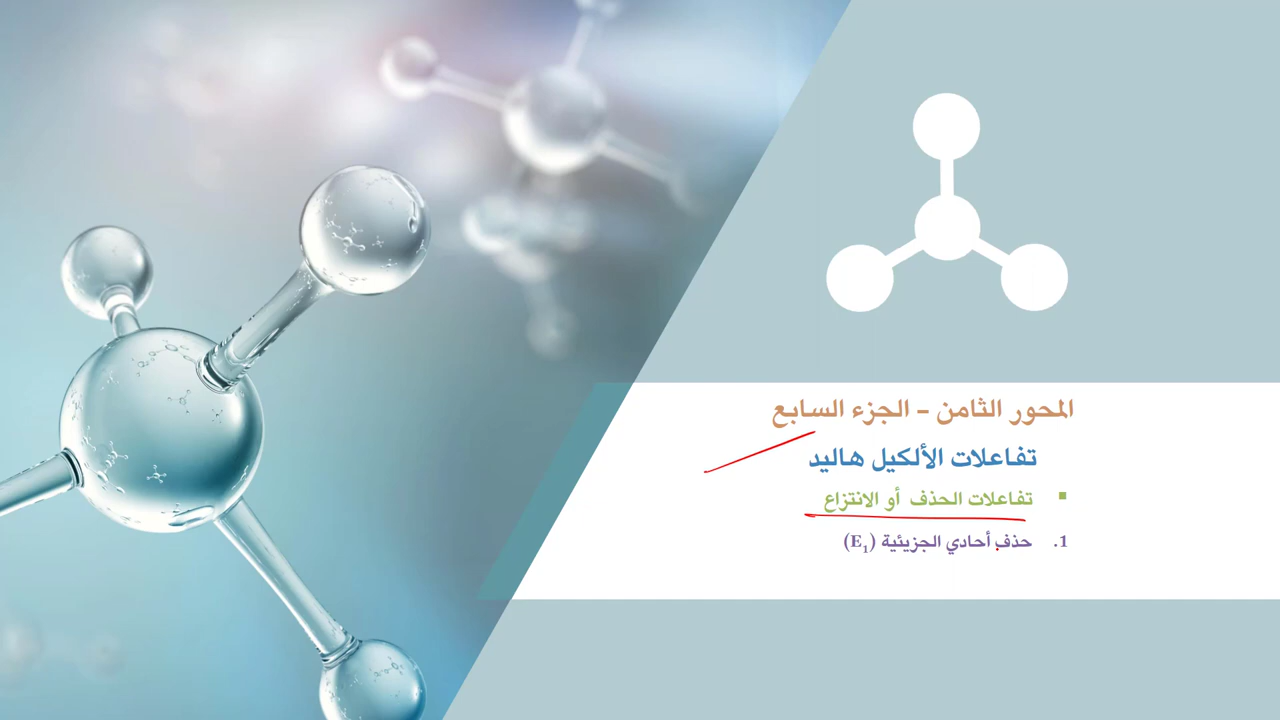 المحور الثامن – الجزء السابع
تفاعلات الألكيل هاليد
▪ تفاعلات الحذف أو الانتزاع
1. حذف أحادي الجزيئية (E₁)